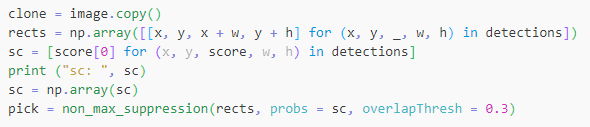 clone = image.copy()
rects = np.array([[x, y, x + w, y + h] for (x, y, _, w, h) in detections])
sc = [score[0] for (x, y, score, w, h) in detections]
print ("sc: ", sc)
sc = np.array(sc)
pick = non_max_suppression(rects, probs = sc, overlapThresh = 0.3)